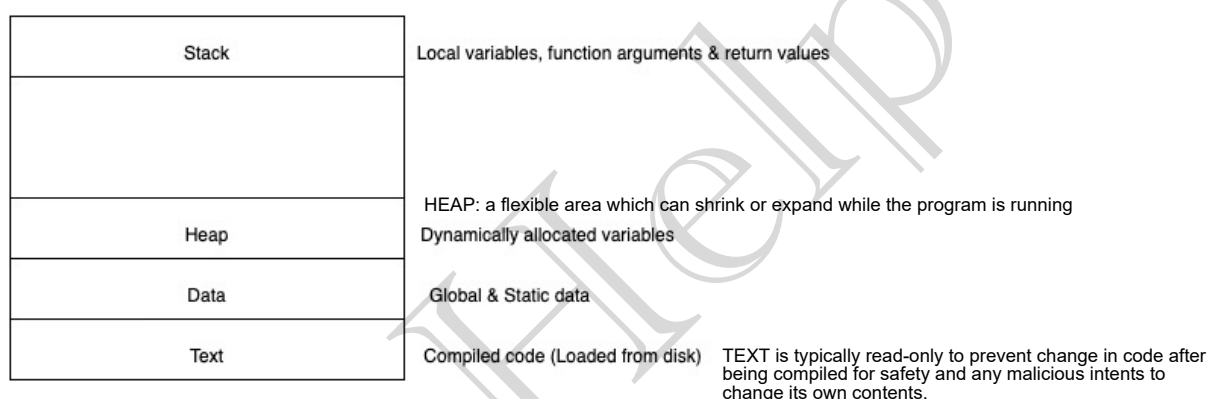 Stack
Local variables, function arguments & return values
HEAP: a flexible area which can shrink or expand while the program is running
Heap
Dynamically allocated variables
Data
Global & Static data
Text
Compiled code (Loaded from disk)
TEXT is typically read-only to prevent change in code after
being compiled for safety and any malicious intents to
change its own contents.
Help